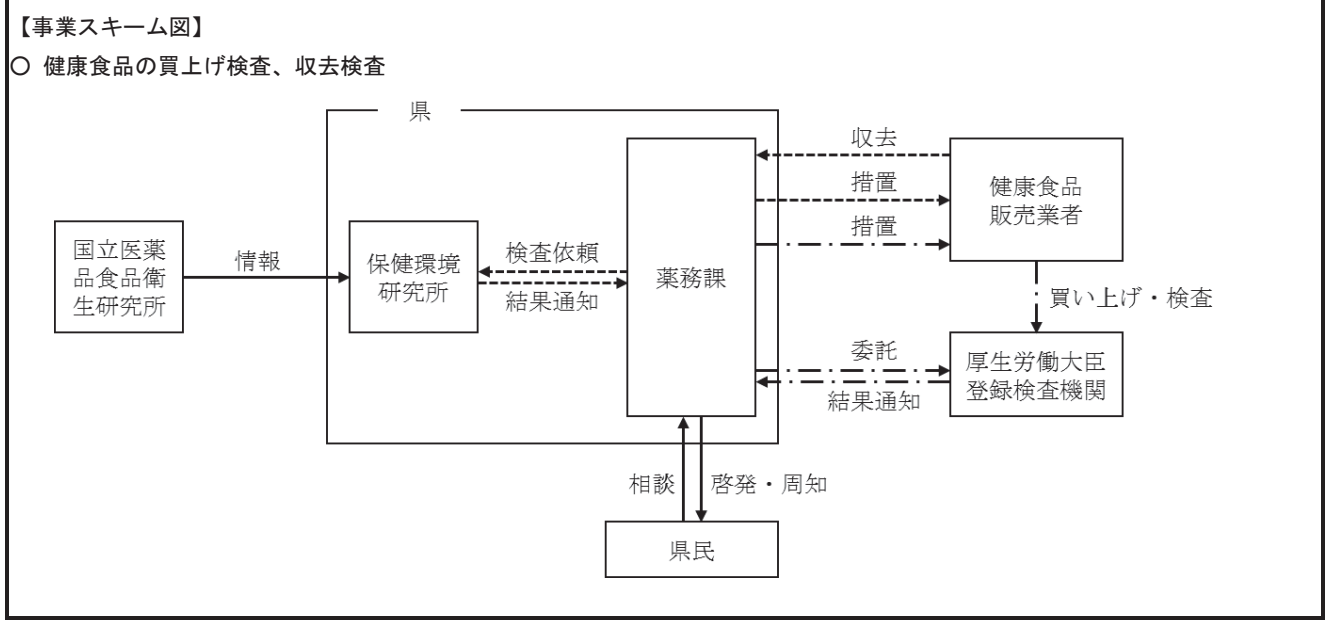 【事業スキーム図】
○ 健康食品の買上げ検査、収去検査
県
国立医薬
品食品衛
生研究所
情報
保健環境
研究所
検査依頼
結果通知
薬務課
収去
措置
措置
健康食品
販売業者
買い上げ・検査
委託
結果通知
厚生労働大臣
登録検査機関
相談
啓発・周知
県民